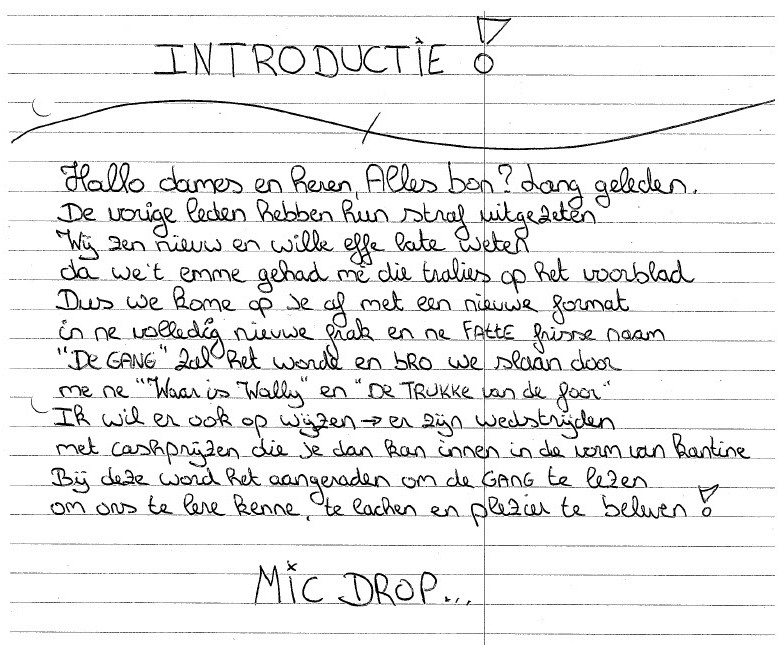 INTRODUCTIE!
Hallo dames en heren, Alles bon? Lang geleden.
De vorige leden hebben hun straf uitgezeten
Wij zen nieuw en wille effe late weten
da we't emme gehad mè die tralies op het voorblad
Dus we kome op je af met een nieuwe format
in ne volledig nieuwe frak en ne FATTE frisse naam
"De GANG" zal het worde en bro we slaan door
me ne "Waar is Wally" en "DE TRUKKE van de foor"
Ik wil er ook op wijzen → er zijn wedstrijden
met cashprijzen die je dan kan innen in de vorm van kantine
Bij deze word het aangeraden om de GANG te lezen
om ons te lere kenne, te lachen en plezier te beleven!
MIC DROP...